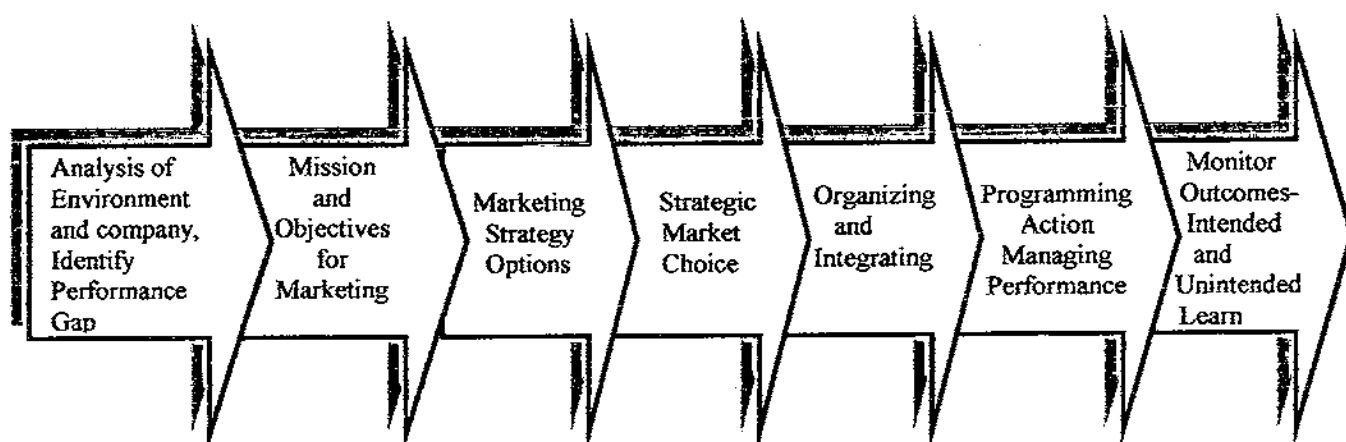 Analysis of
Environment
and company,
Identify
Performance
Gap
Mission
and
Objectives
for
Marketing
Marketing
Strategy
Options
Strategic
Market
Choice
Organizing
and
Integrating
Programming
Action
Managing
Performance
Monitor
Outcomes-
Intended
and
Unintended
Learn